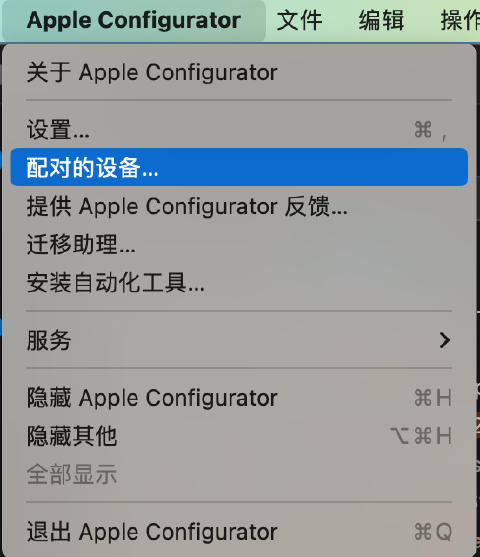 Apple Configurator 文件 编辑 操作
关于 Apple Configurator
设置... ⌘ ,
配对的设备...
提供 Apple Configurator 反馈...
迁移助理...
安装自动化工具...
服务
隐藏 Apple Configurator ⌘H
隐藏其他 ⌥⌘H
全部显示
退出 Apple Configurator ⌘Q